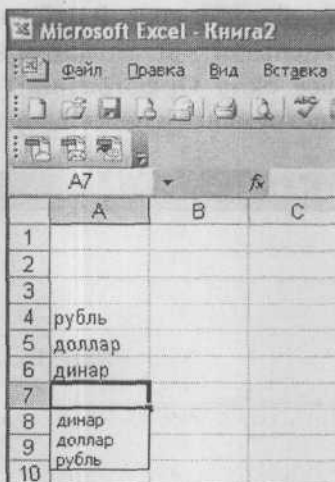 Microsoft Excel - Книга2
Файл Правка Вид Вставка
ABC
A7 fx
A B C
1
2
3
4 рубль
5 доллар
6 динар
7
8 динар
9 доллар
рубль
10